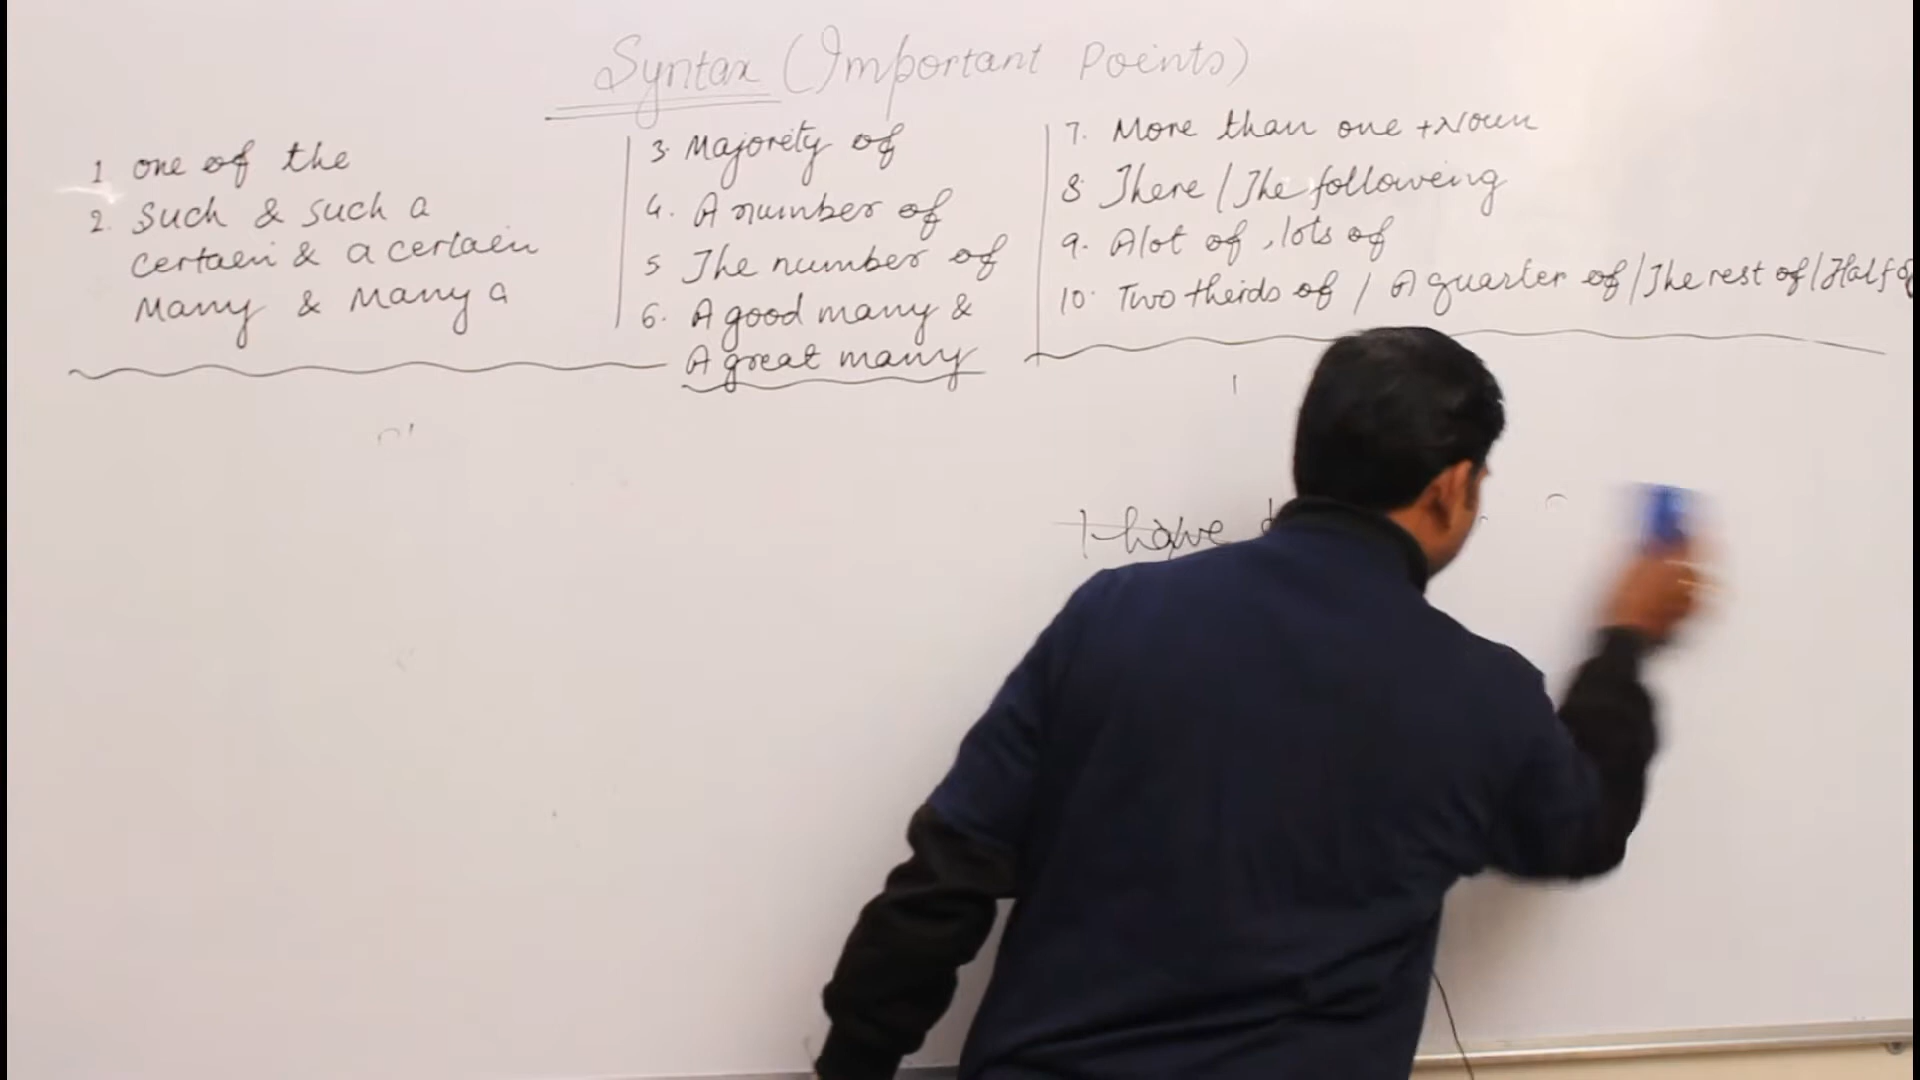 Syntax (Important Points)
1 one of the
2. Such & such a
certain & a certain
Many & Many a
3. Majority of
4. A number of
5 The number of
6. A good many &
A great many
7. More than one + Noun
8 There / The following
9. A lot of , lots of
10. Two thirds of / A quarter of / The rest of / Half of
I have